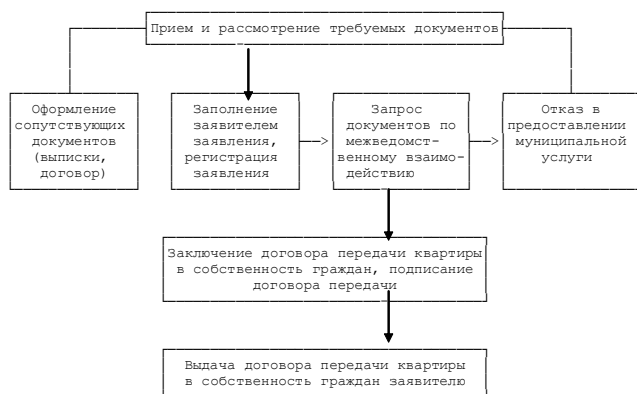 Прием и рассмотрение требуемых документов
Оформление
сопутствующих
документов
(выписки,
договор)
Заполнение
заявителем
заявления,
регистрация
заявления
Запрос
документов по
межведомст-
венному взаимо-
действию
Отказ в
предоставлении
муниципальной
услуги
Заключение договора передачи квартиры
в собственность граждан, подписание
договора передачи
Выдача договора передачи квартиры
в собственность граждан заявителю